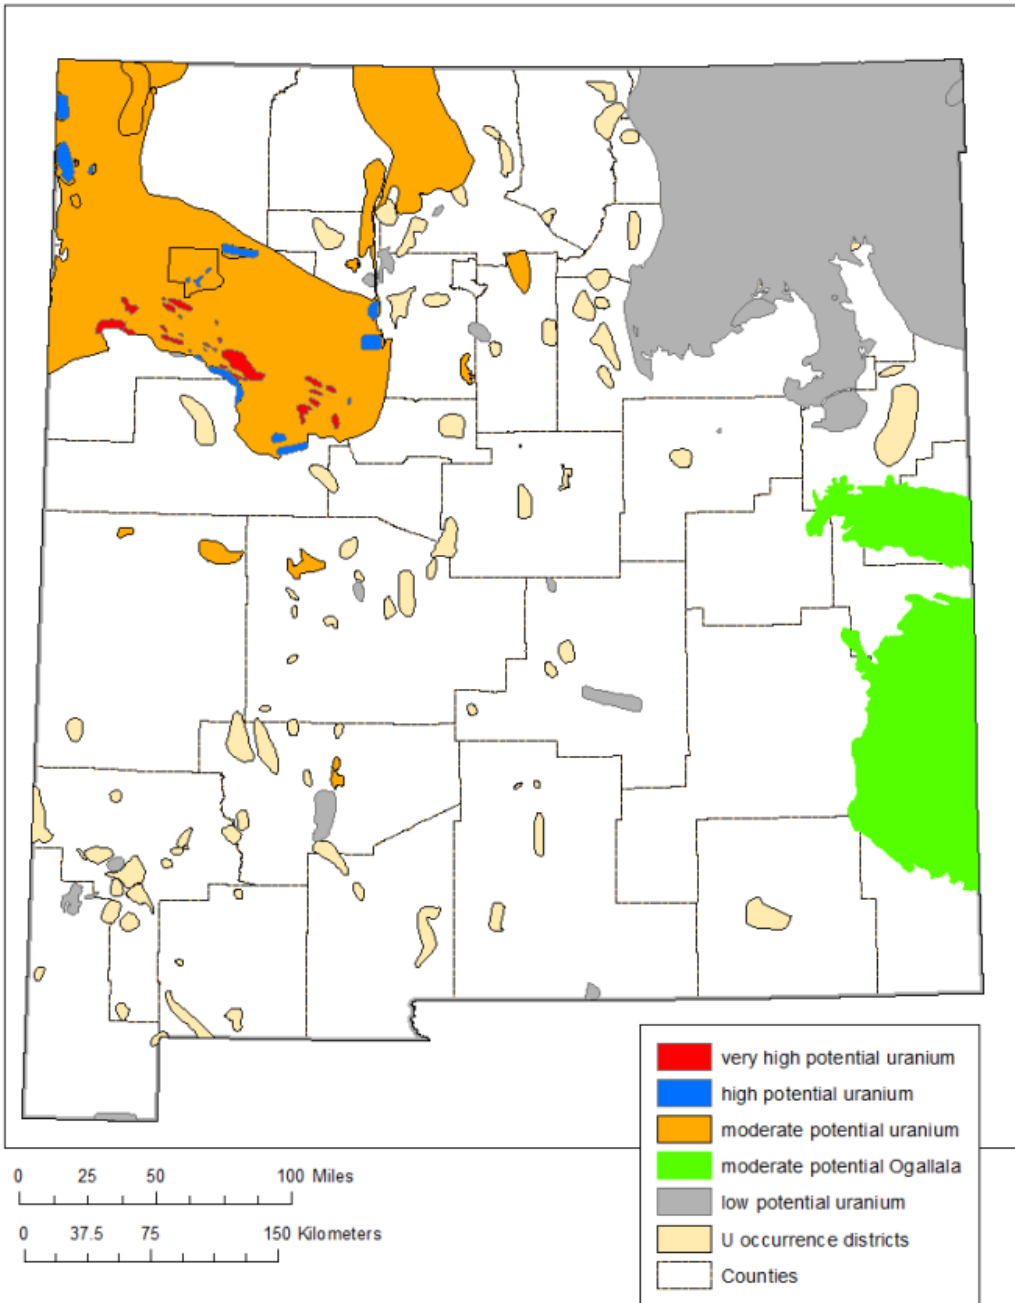 very high potential uranium
high potential uranium
moderate potential uranium
moderate potential Ogallala
low potential uranium
U occurrence districts
Counties
0 25 50 100 Miles
0 37.5 75 150 Kilometers